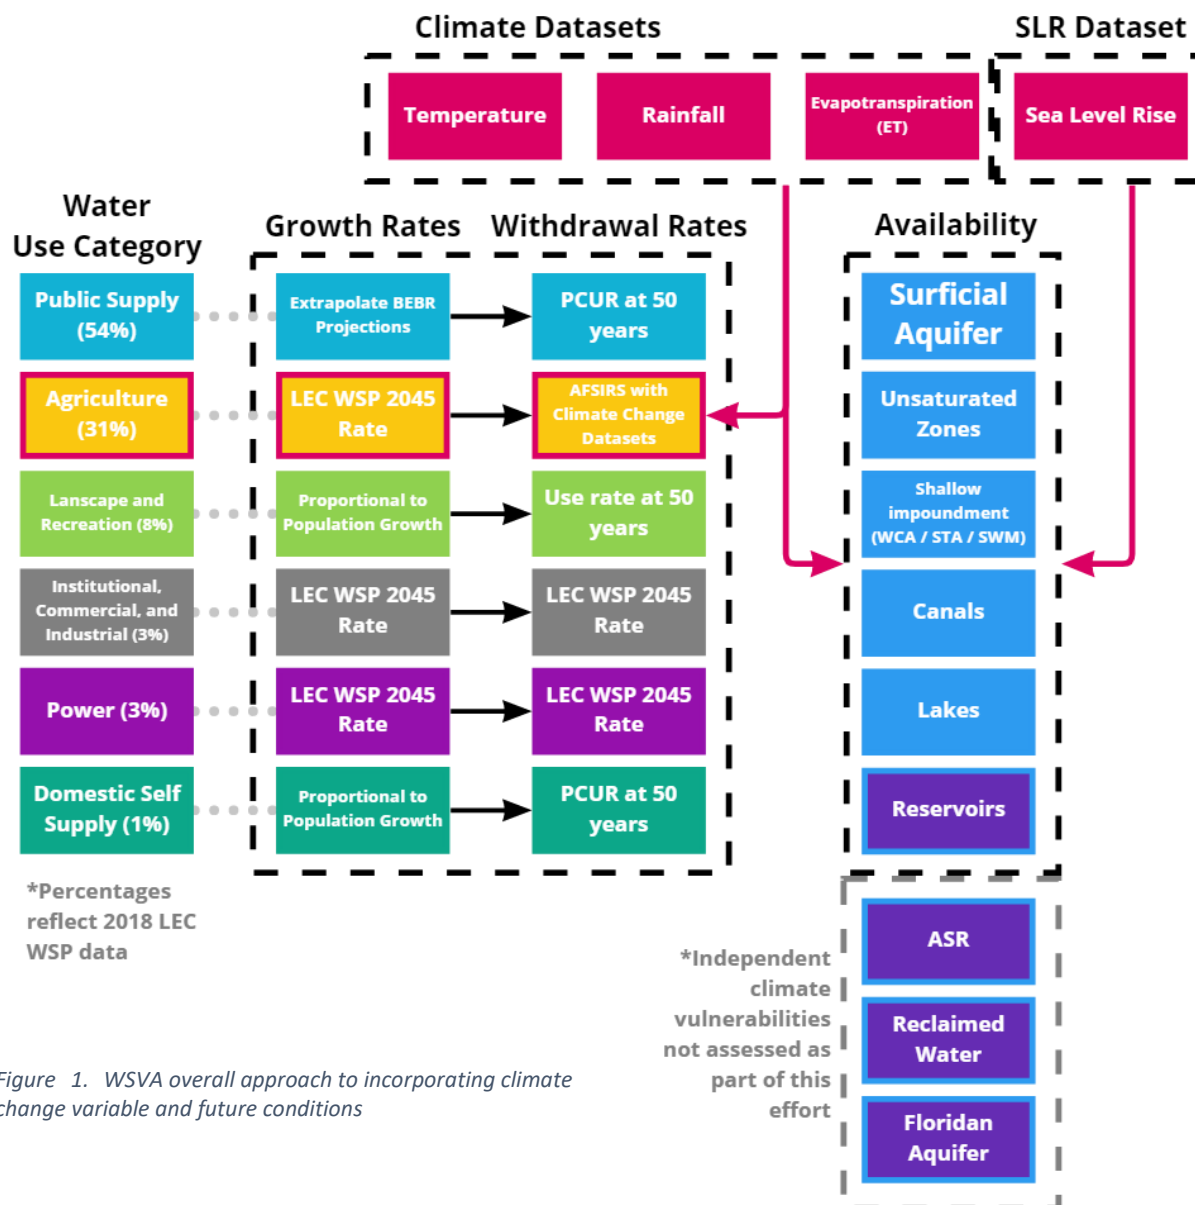 Climate Datasets
SLR Dataset
Temperature
Rainfall
Evapotranspiration
(ET)
Sea Level Rise
Water
Use Category
Growth Rates
Withdrawal Rates
Availability
Public Supply
(54%)
Extrapolate BEBR
Projections
PCUR at 50
years
Surficial
Aquifer
Agriculture
(31%)
LEC WSP 2045
Rate
AFSIRS with
Climate Change
Datasets
Unsaturated
Zones
Lanscape and
Recreation (8%)
Proportional to
Population Growth
Use rate at 50
years
Shallow
impoundment
(WCA / STA / SWM)
Institutional,
Commercial, and
Industrial (3%)
LEC WSP 2045
Rate
LEC WSP 2045
Rate
Canals
Power (3%)
LEC WSP 2045
Rate
LEC WSP 2045
Rate
Lakes
Domestic Self
Supply (1%)
Proportional to
Population Growth
PCUR at 50
years
Reservoirs
*Percentages
reflect 2018 LEC
WSP data
ASR
*Independent
climate
vulnerabilities
not assessed as
part of this
effort
Reclaimed
Water
Floridan
Aquifer
Figure 1. WSVA overall approach to incorporating climate
change variable and future conditions